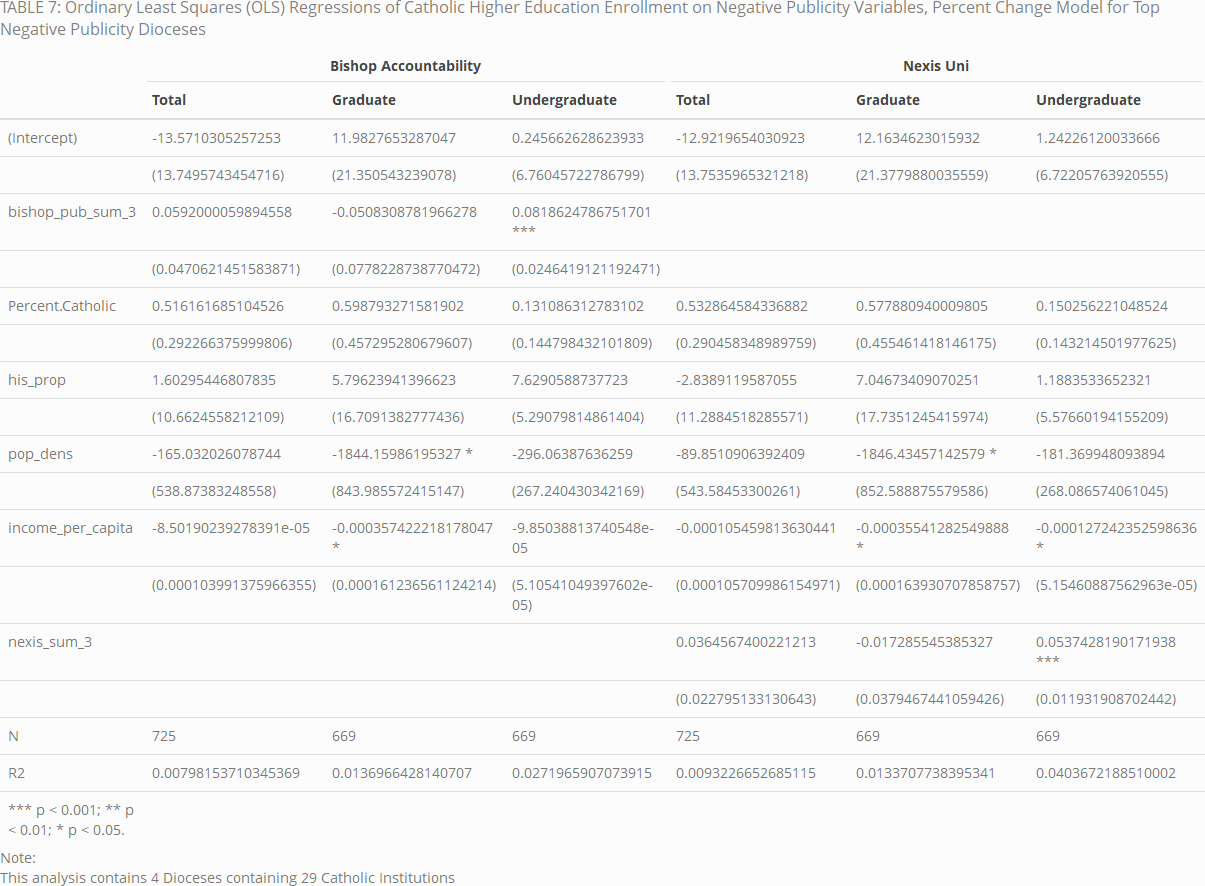 TABLE 7: Ordinary Least Squares (OLS) Regressions of Catholic Higher Education Enrollment on Negative Publicity Variables, Percent Change Model for Top
Negative Publicity Dioceses
Bishop Accountability Nexis Uni
Total Graduate Undergraduate Total Graduate Undergraduate
(Intercept) -13.5710305257253 11.9827653287047 0.245662628623933 -12.9219654030923 12.1634623015932 1.24226120033666
(13.7495743454716) (21.350543239078) (6.76045722786799) (13.7535965321218) (21.3779880035559) (6.72205763920555)
bishop_pub_sum_3 0.0592000059894558 -0.0508308781966278 0.0818624786751701
***
(0.0470621451583871) (0.0778228738770472) (0.0246419121192471)
Percent.Catholic 0.516161685104526 0.598793271581902 0.131086312783102 0.532864584336882 0.577880940009805 0.150256221048524
(0.292266375999806) (0.457295280679607) (0.144798432101809) (0.290458348989759) (0.455461418146175) (0.143214501977625)
his_prop 1.60295446807835 5.79623941396623 7.6290588737723 -2.8389119587055 7.04673409070251 1.1883533652321
(10.6624558212109) (16.7091382777436) (5.29079814861404) (11.2884518285571) (17.7351245415974) (5.57660194155209)
pop_dens -165.032026078744 -1844.15986195327 * -296.06387636259 -89.8510906392409 -1846.43457142579 * -181.369948093894
(538.87383248558) (843.985572415147) (267.240430342169) (543.58453300261) (852.588875579586) (268.086574061045)
income_per_capita -8.50190239278391e-05 -0.000357422218178047 -9.85038813740548e- -0.000105459813630441 -0.00035541282549888 -0.000127242352598636
* 05 * *
(0.000103991375966355) (0.000161236561124214) (5.10541049397602e- (0.000105709986154971) (0.000163930707858757) (5.15460887562963e-05)
05)
nexis_sum_3 0.0364567400221213 -0.017285545385327 0.0537428190171938
***
(0.022795133130643) (0.0379467441059426) (0.011931908702442)
N 725 669 669 725 669 669
R2 0.00798153710345369 0.0136966428140707 0.0271965907073915 0.0093226652685115 0.0133707738395341 0.0403672188510002
*** p < 0.001; ** p
< 0.01; * p < 0.05.
Note:
This analysis contains 4 Dioceses containing 29 Catholic Institutions